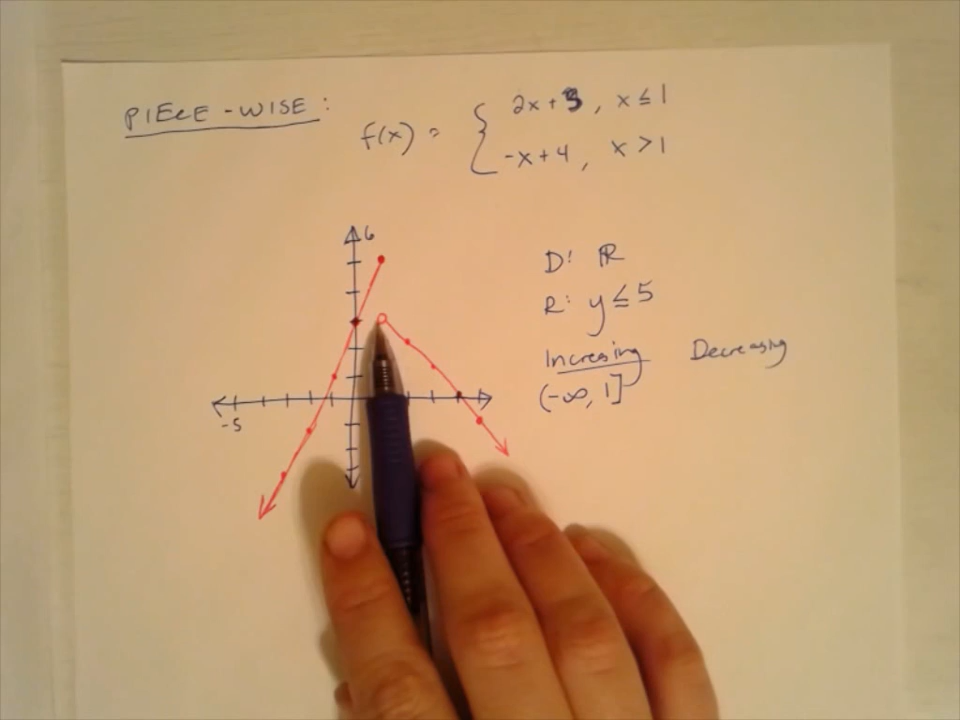 PIECE-WISE:
f(x) = { 2x+3, x≤1
-x+4, x>1
6
-5
D: ℝ
R: y≤5
Increasing Decreasing
(-∞, 1]